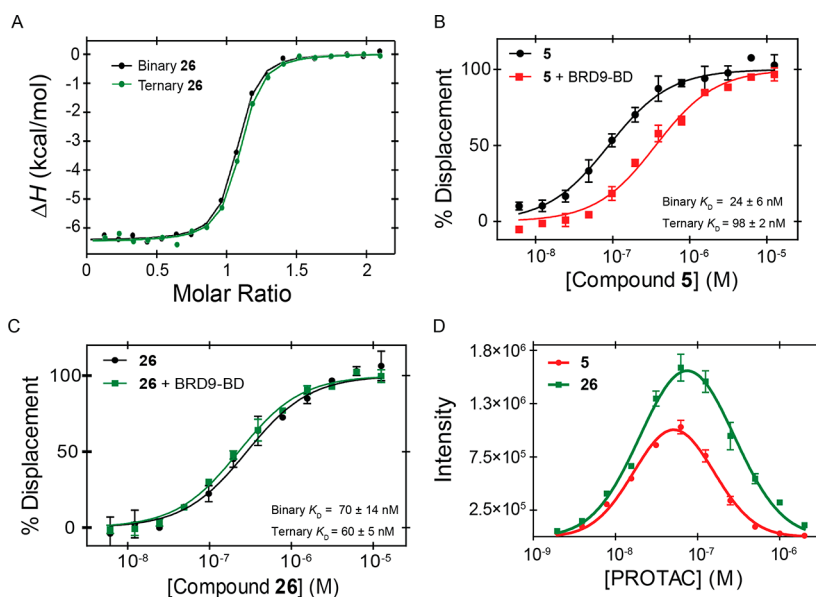 A
Binary 26
Ternary 26
0
-1
-2
-3
-4
-5
-6
ΔH (kcal/mol)
0 0.5 1 1.5 2
Molar Ratio
B
5
5 + BRD9-BD
100
50
0
% Displacement
Binary KD = 24 ± 6 nM
Ternary KD = 98 ± 2 nM
10-8 10-7 10-6 10-5
[Compound 5] (M)
C
26
26 + BRD9-BD
100
50
0
% Displacement
Binary KD = 70 ± 14 nM
Ternary KD = 60 ± 5 nM
10-8 10-7 10-6 10-5
[Compound 26] (M)
D
5
26
1.8×106
1.3×106
7.5×105
2.5×105
Intensity
10-9 10-8 10-7 10-6
[PROTAC] (M)